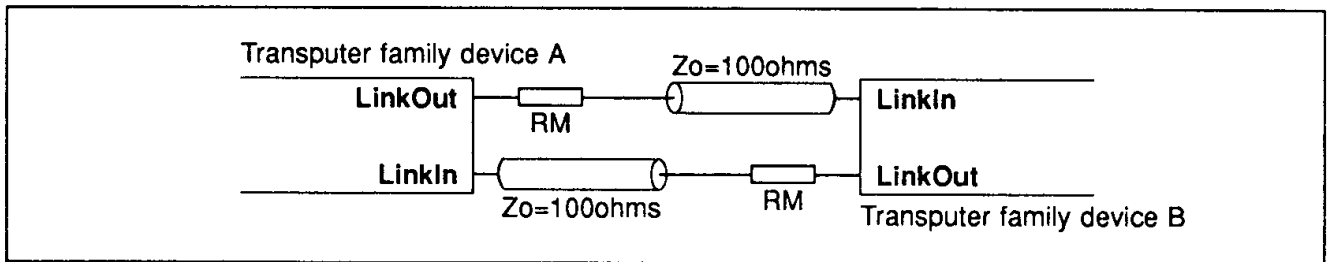 Transputer family device A
Zo=100ohms
LinkOut
LinkIn
RM
LinkIn
LinkOut
Zo=100ohms
RM
Transputer family device B